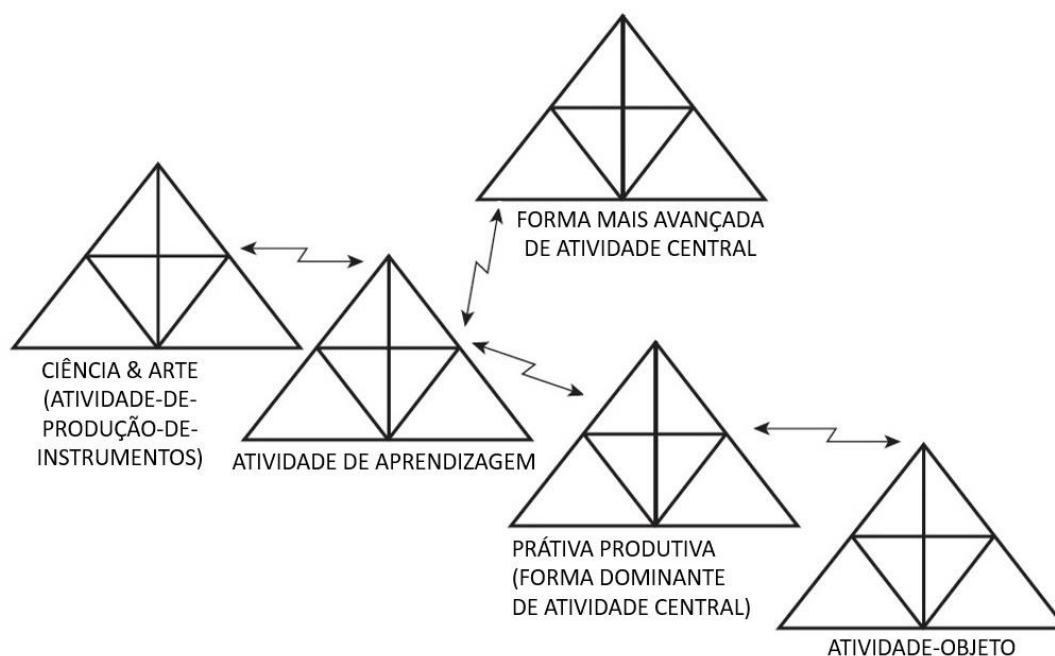 FORMA MAIS AVANÇADA
DE ATIVIDADE CENTRAL
CIÊNCIA & ARTE
(ATIVIDADE-DE-
PRODUÇÃO-DE-
INSTRUMENTOS)
ATIVIDADE DE APRENDIZAGEM
PRÁTIVA PRODUTIVA
(FORMA DOMINANTE
DE ATIVIDADE CENTRAL)
ATIVIDADE-OBJETO